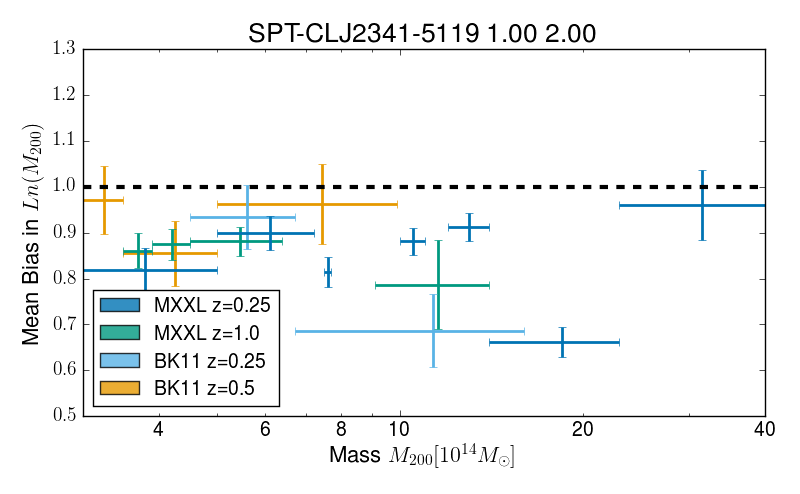 SPT-CLJ2341-5119 1.00 2.00
1.3
1.2
1.1
1.0
0.9
0.8
0.7
0.6
0.5
Mean Bias in Ln(M200)
MXXL z=0.25
MXXL z=1.0
BK11 z=0.25
BK11 z=0.5
4 6 8 10 20 40
Mass M200[10^14 M⊙]